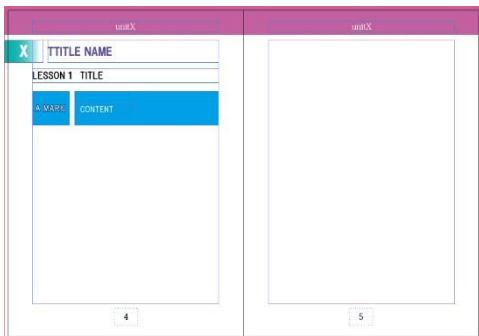 unitX
X TTITLE NAME
LESSON 1 TITLE
A MARK CONTENT
4
unitX
5